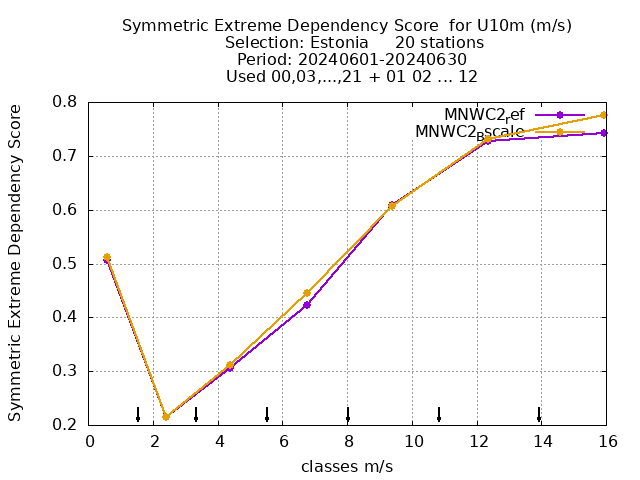 Symmetric Extreme Dependency Score  for U10m (m/s)
Selection: Estonia     20 stations
Period: 20240601-20240630
Used 00,03,...,21 + 01 02 ... 12
Symmetric Extreme Dependency Score
0.8
0.7
0.6
0.5
0.4
0.3
0.2
MNWC2ref
MNWC2Bscale
0 2 4 6 8 10 12 14 16
classes m/s